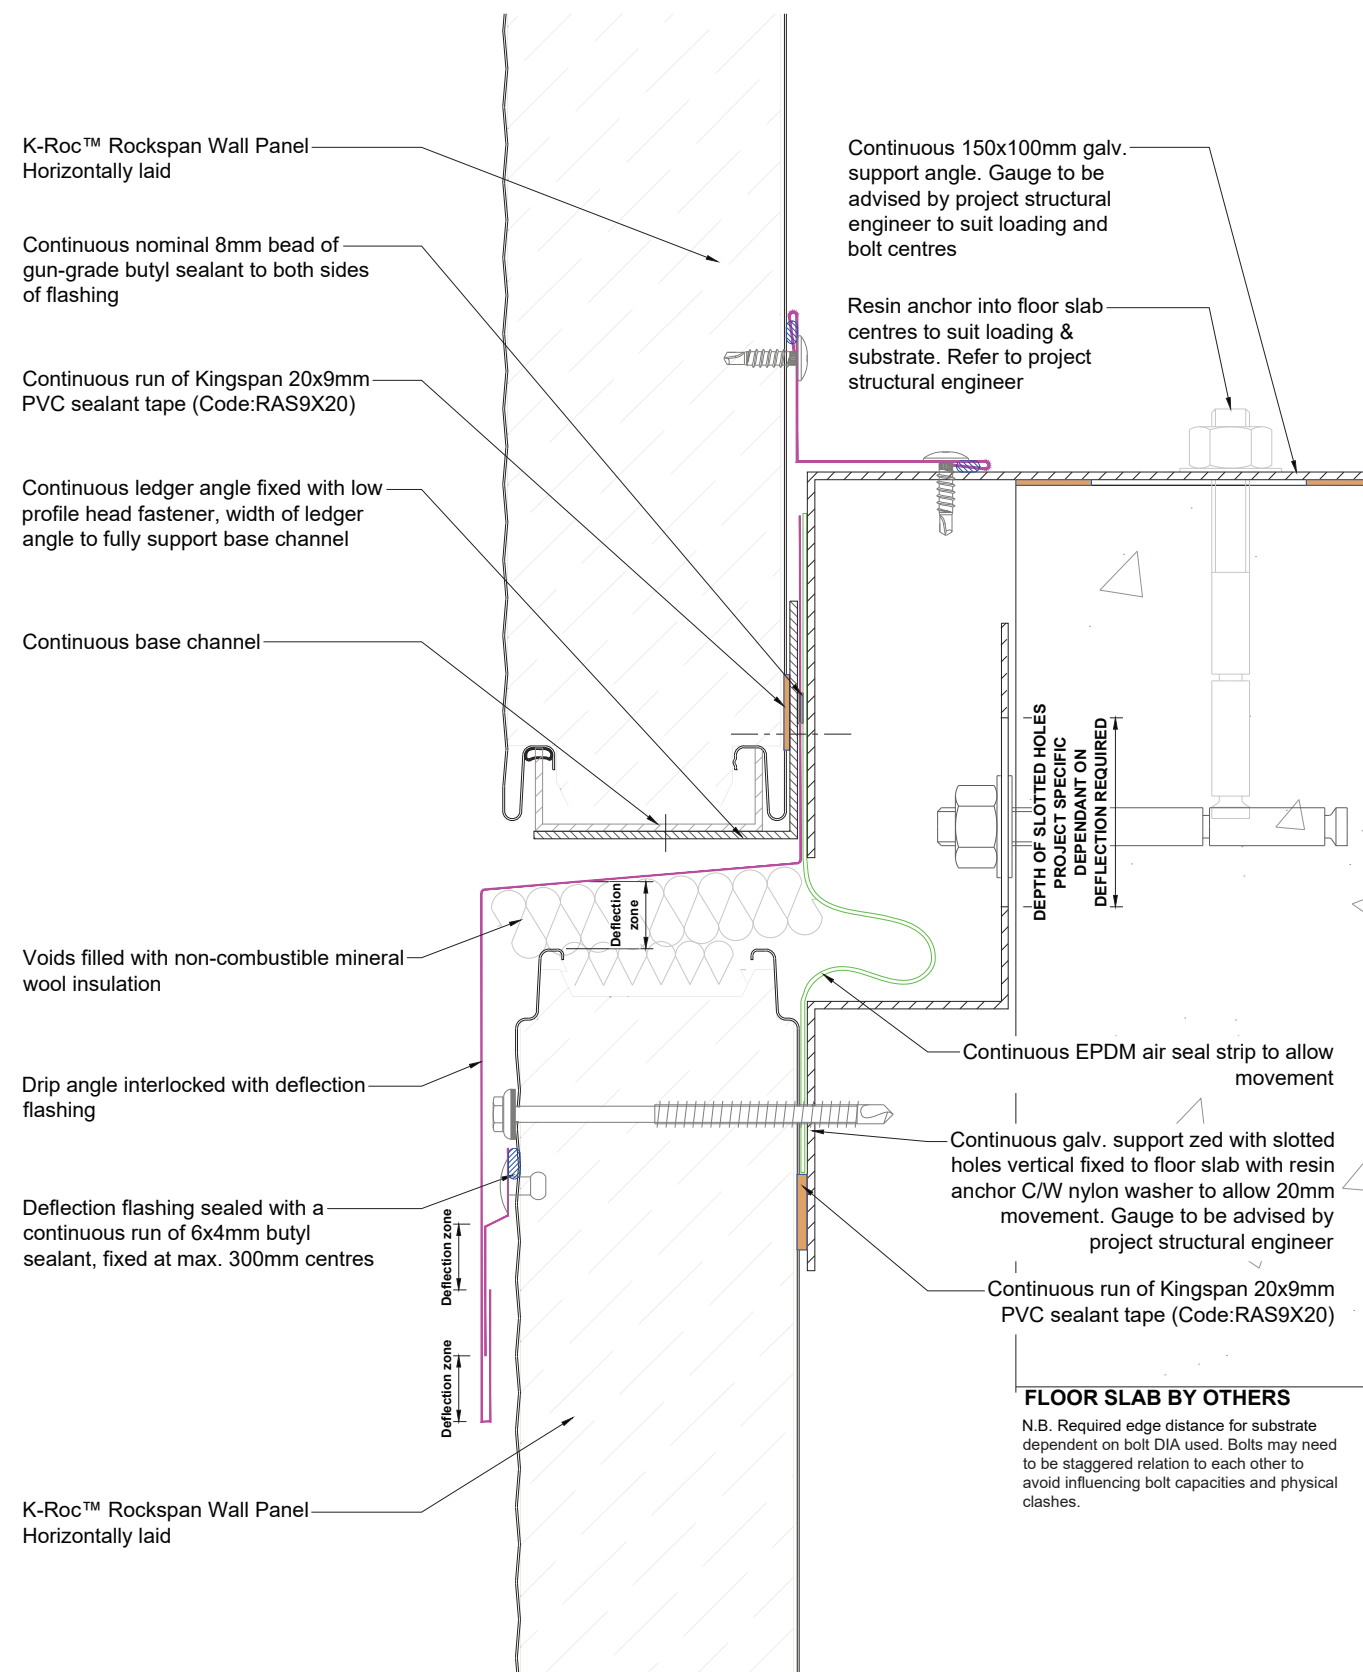 K-Roc™ Rockspan Wall Panel
Horizontally laid
Continuous nominal 8mm bead of
gun-grade butyl sealant to both sides
of flashing
Continuous run of Kingspan 20x9mm
PVC sealant tape (Code:RAS9X20)
Continuous ledger angle fixed with low
profile head fastener, width of ledger
angle to fully support base channel
Continuous base channel
Voids filled with non-combustible mineral
wool insulation
Drip angle interlocked with deflection
flashing
Deflection flashing sealed with a
continuous run of 6x4mm butyl
sealant, fixed at max. 300mm centres
K-Roc™ Rockspan Wall Panel
Horizontally laid
Deflection
zone
Deflection zone
Deflection zone
Continuous 150x100mm galv.
support angle. Gauge to be
advised by project structural
engineer to suit loading and
bolt centres
Resin anchor into floor slab
centres to suit loading &
substrate. Refer to project
structural engineer
DEPTH OF SLOTTED HOLES
PROJECT SPECIFIC
DEPENDANT ON
DEFLECTION REQUIRED
Continuous EPDM air seal strip to allow
movement
Continuous galv. support zed with slotted
holes vertical fixed to floor slab with resin
anchor C/W nylon washer to allow 20mm
movement. Gauge to be advised by
project structural engineer
Continuous run of Kingspan 20x9mm
PVC sealant tape (Code:RAS9X20)
FLOOR SLAB BY OTHERS
N.B. Required edge distance for substrate
dependent on bolt DIA used. Bolts may need
to be staggered relation to each other to
avoid influencing bolt capacities and physical
clashes.